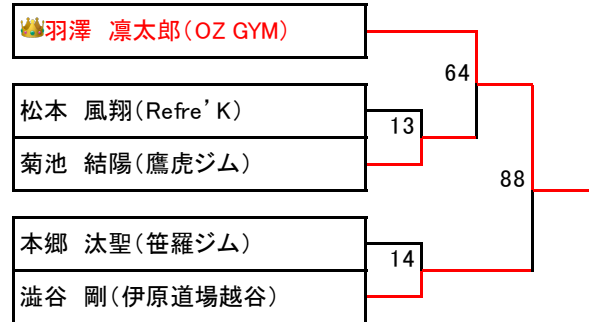 👑羽澤　凛太郎（OZ GYM）
64
松本　風翔（Refre’K）
13
菊池　結陽（鷹虎ジム）
88
本郷　汰聖（笹羅ジム）
14
澁谷　剛（伊原道場越谷）